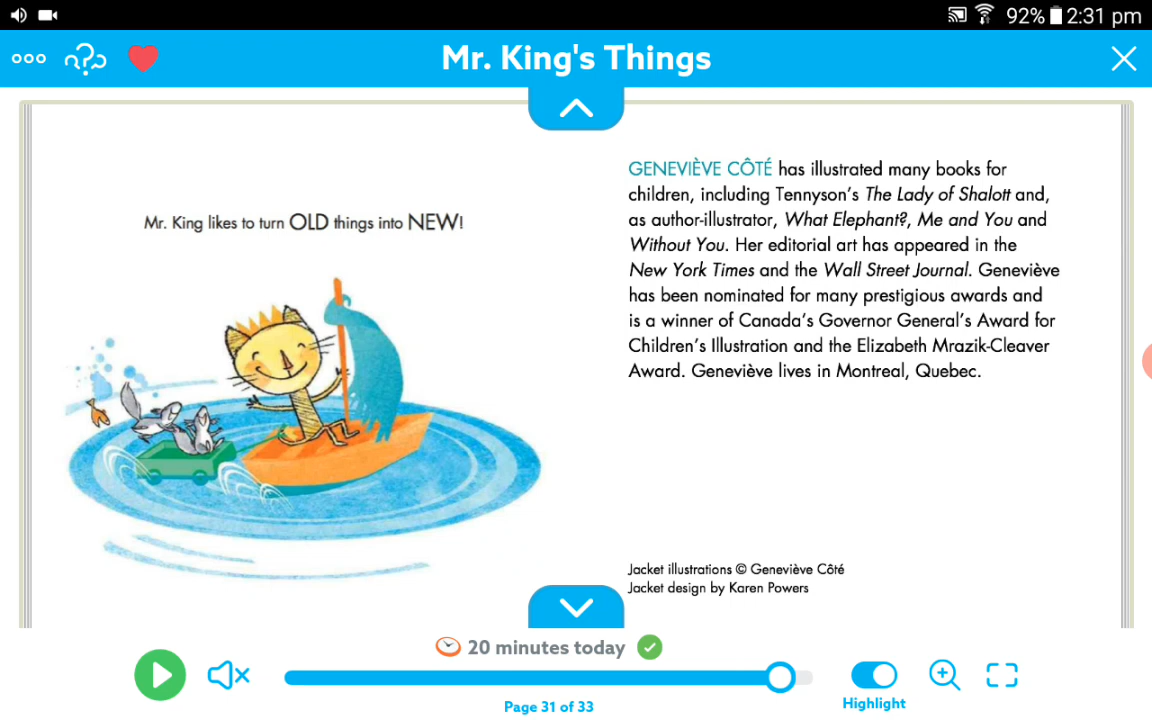 92% 2:31 pm
Mr. King's Things
Mr. King likes to turn OLD things into NEW!
GENEVIÈVE CÔTÉ has illustrated many books for
children, including Tennyson's The Lady of Shalott and,
as author-illustrator, What Elephant?, Me and You and
Without You. Her editorial art has appeared in the
New York Times and the Wall Street Journal. Geneviève
has been nominated for many prestigious awards and
is a winner of Canada's Governor General's Award for
Children's Illustration and the Elizabeth Mrazik-Cleaver
Award. Geneviève lives in Montreal, Quebec.
Jacket illustrations © Geneviève Côté
Jacket design by Karen Powers
20 minutes today
Page 31 of 33
Highlight